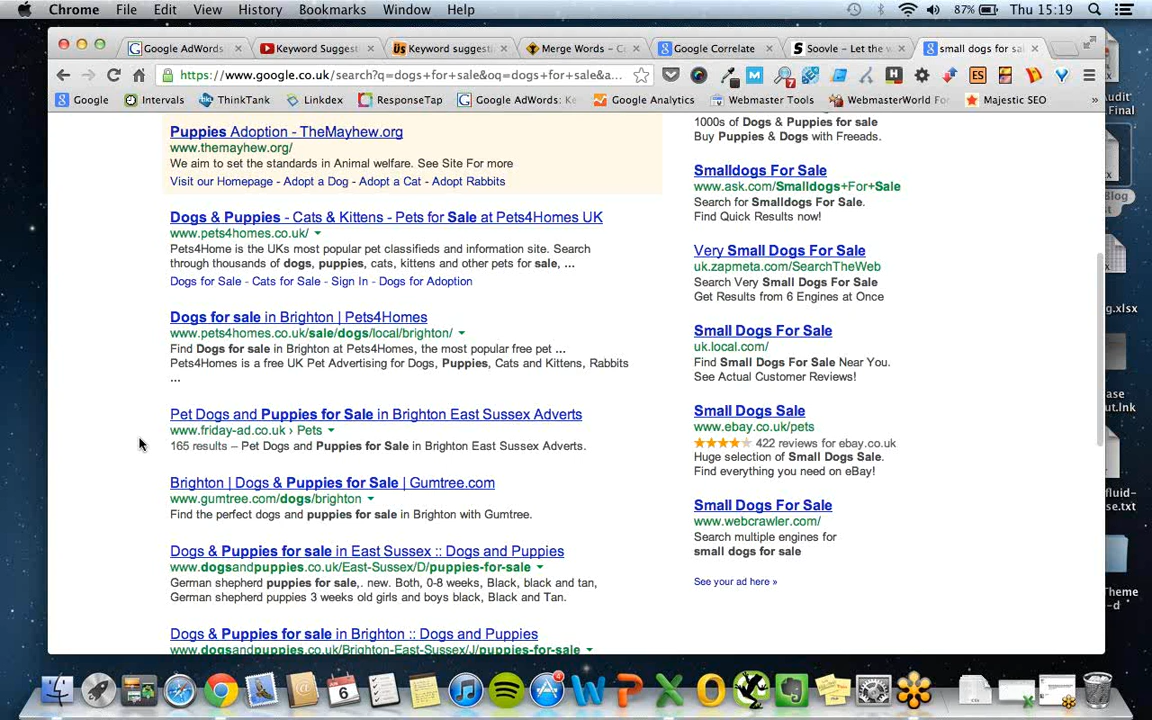 Chrome File Edit View History Bookmarks Window Help
87% Thu 15:19
Google AdWords
Keyword Suggest
Keyword suggesti
Merge Words – C
Google Correlate
Soovle – Let the w
small dogs for sa
https://www.google.co.uk/search?q=dogs+for+sale&oq=dogs+for+sale&a...
Google Intervals ThinkTank Linkdex ResponseTap Google AdWords: Ke Google Analytics Webmaster Tools WebmasterWorld Fo Majestic SEO »
Puppies Adoption - TheMayhew.org
www.themayhew.org/
We aim to set the standards in Animal welfare. See Site For more
Visit our Homepage - Adopt a Dog - Adopt a Cat - Adopt Rabbits
Dogs & Puppies - Cats & Kittens - Pets for Sale at Pets4Homes UK
www.pets4homes.co.uk/
Pets4Home is the UKs most popular pet classifieds and information site. Search
through thousands of dogs, puppies, cats, kittens and other pets for sale, ...
Dogs for Sale - Cats for Sale - Sign In - Dogs for Adoption
Dogs for sale in Brighton | Pets4Homes
www.pets4homes.co.uk/sale/dogs/local/brighton/
Find Dogs for sale in Brighton at Pets4Homes, the most popular free pet ...
Pets4Homes is a free UK Pet Advertising for Dogs, Puppies, Cats and Kittens, Rabbits
...
Pet Dogs and Puppies for Sale in Brighton East Sussex Adverts
www.friday-ad.co.uk › Pets
165 results – Pet Dogs and Puppies for Sale in Brighton East Sussex Adverts.
Brighton | Dogs & Puppies for Sale | Gumtree.com
www.gumtree.com/dogs/brighton
Find the perfect dogs and puppies for sale in Brighton with Gumtree.
Dogs & Puppies for sale in East Sussex :: Dogs and Puppies
www.dogsandpuppies.co.uk/East-Sussex/D/puppies-for-sale
German shepherd puppies for sale,. new. Both, 0-8 weeks, Black, black and tan,
German shepherd puppies 3 weeks old girls and boys black, Black and Tan.
Dogs & Puppies for sale in Brighton :: Dogs and Puppies
www.dogsandpuppies.co.uk/Brighton-East-Sussex/J/puppies-for-sale
1000s of Dogs & Puppies for sale
Buy Puppies & Dogs with Freeads.
Smalldogs For Sale
www.ask.com/Smalldogs+For+Sale
Search for Smalldogs For Sale.
Find Quick Results now!
Very Small Dogs For Sale
uk.zapmeta.com/SearchTheWeb
Search Very Small Dogs For Sale
Get Results from 6 Engines at Once
Small Dogs For Sale
uk.local.com/
Find Small Dogs For Sale Near You.
See Actual Customer Reviews!
Small Dogs Sale
www.ebay.co.uk/pets
422 reviews for ebay.co.uk
Huge selection of Small Dogs Sale.
Find everything you need on eBay!
Small Dogs For Sale
www.webcrawler.com/
Search multiple engines for
small dogs for sale
See your ad here »